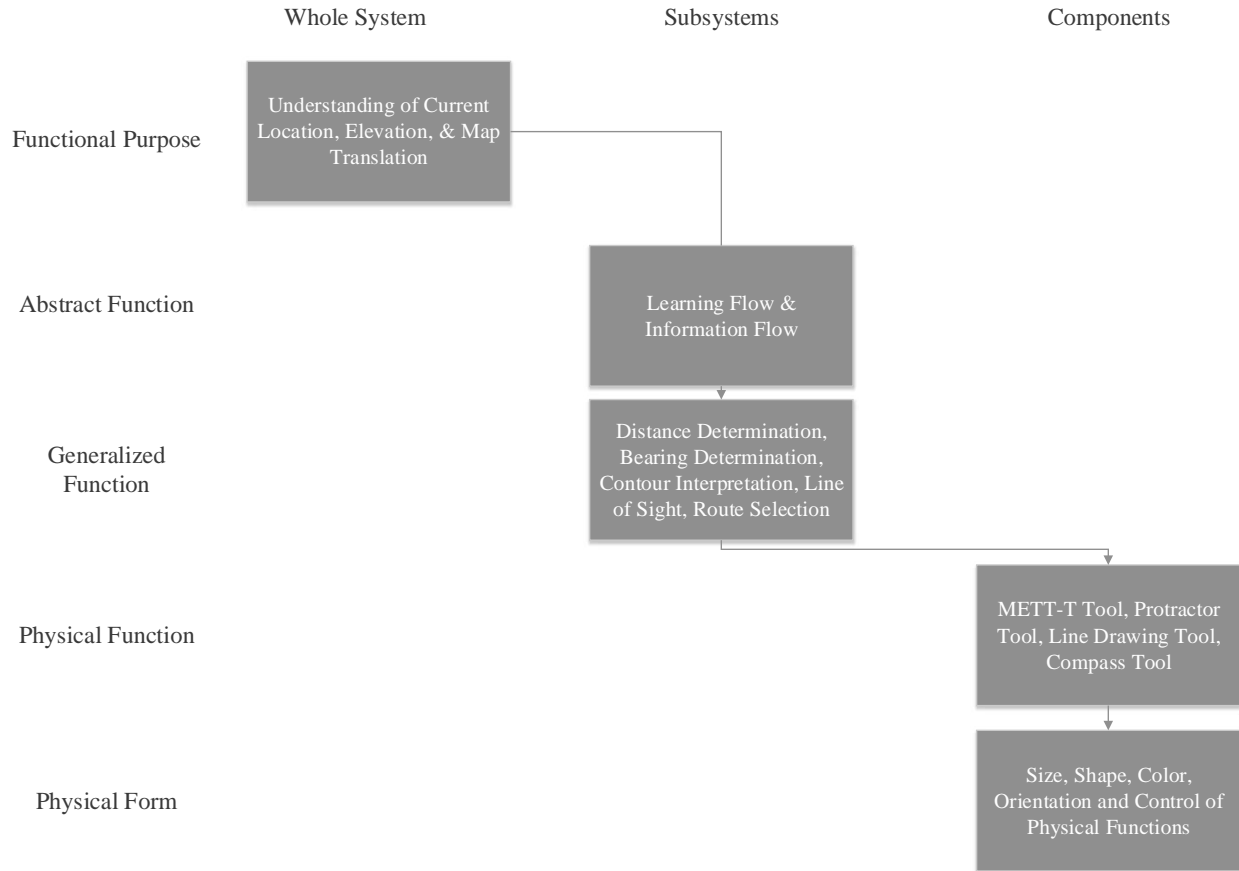 Whole System
Subsystems
Components
Functional Purpose
Understanding of Current
Location, Elevation, & Map
Translation
Abstract Function
Learning Flow &
Information Flow
Generalized
Function
Distance Determination,
Bearing Determination,
Contour Interpretation, Line
of Sight, Route Selection
Physical Function
METT-T Tool, Protractor
Tool, Line Drawing Tool,
Compass Tool
Physical Form
Size, Shape, Color,
Orientation and Control of
Physical Functions